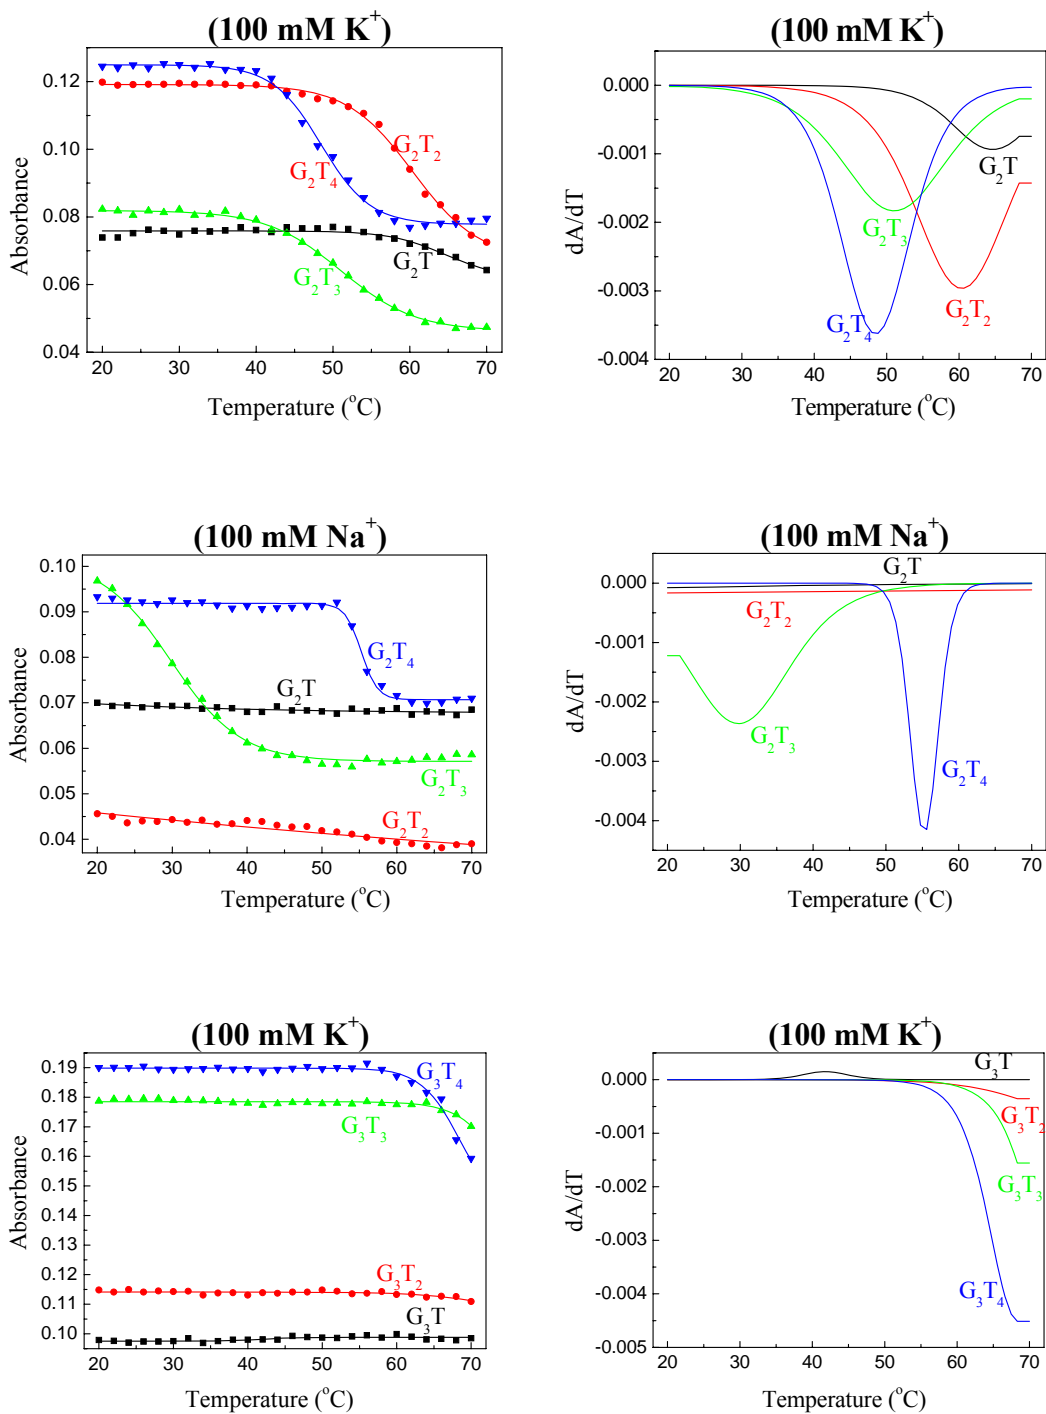 (100 mM K⁺)
0.12
0.10
0.08
0.06
0.04
Absorbance
G₂T₂
G₂T₄
G₂T
G₂T₃
20 30 40 50 60 70
Temperature (°C)
(100 mM K⁺)
0.000
-0.001
-0.002
-0.003
-0.004
dA/dT
G₂T
G₂T₃
G₂T₂
G₂T₄
20 30 40 50 60 70
Temperature (°C)
(100 mM Na⁺)
0.10
0.09
0.08
0.07
0.06
0.05
0.04
Absorbance
G₂T₄
G₂T
G₂T₃
G₂T₂
20 30 40 50 60 70
Temperature (°C)
(100 mM Na⁺)
0.000
-0.001
-0.002
-0.003
-0.004
dA/dT
G₂T
G₂T₂
G₂T₃
G₂T₄
20 30 40 50 60 70
Temperature (°C)
(100 mM K⁺)
0.19
0.18
0.17
0.16
0.15
0.14
0.13
0.12
0.11
0.10
Absorbance
G₃T₄
G₃T₃
G₃T₂
G₃T
20 30 40 50 60 70
Temperature (°C)
(100 mM K⁺)
0.000
-0.001
-0.002
-0.003
-0.004
-0.005
dA/dT
G₃T
G₃T₂
G₃T₃
G₃T₄
20 30 40 50 60 70
Temperature (°C)